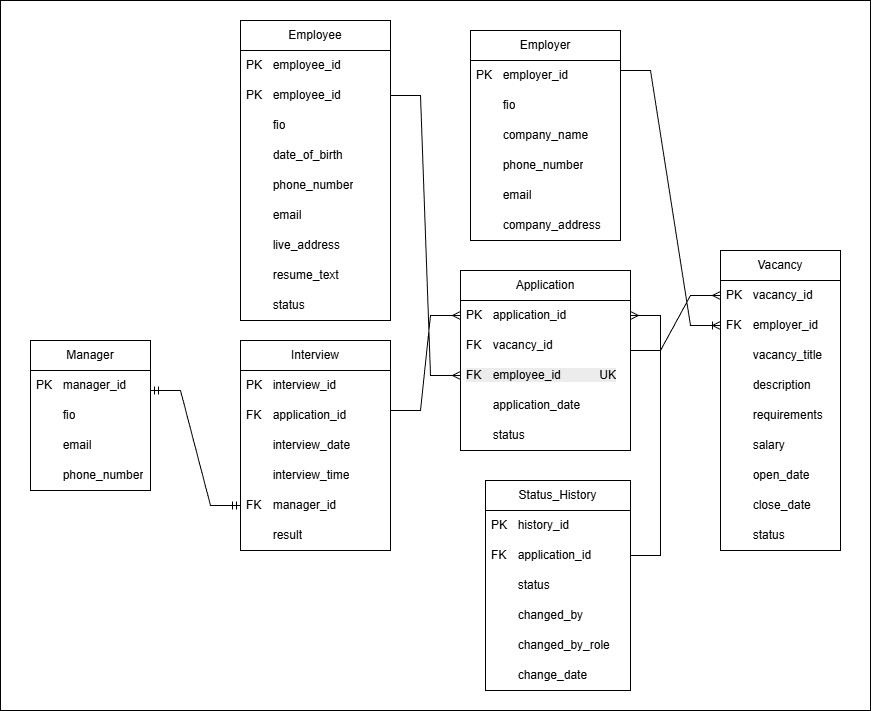 Employee
PK employee_id
PK employee_id
fio
date_of_birth
phone_number
email
live_address
resume_text
status
Employer
PK employer_id
fio
company_name
phone_number
email
company_address
Vacancy
PK vacancy_id
FK employer_id
vacancy_title
description
requirements
salary
open_date
close_date
status
Application
PK application_id
FK vacancy_id
FK employee_id UK
application_date
status
Manager
PK manager_id
fio
email
phone_number
Interview
PK interview_id
FK application_id
interview_date
interview_time
FK manager_id
result
Status_History
PK history_id
FK application_id
status
changed_by
changed_by_role
change_date